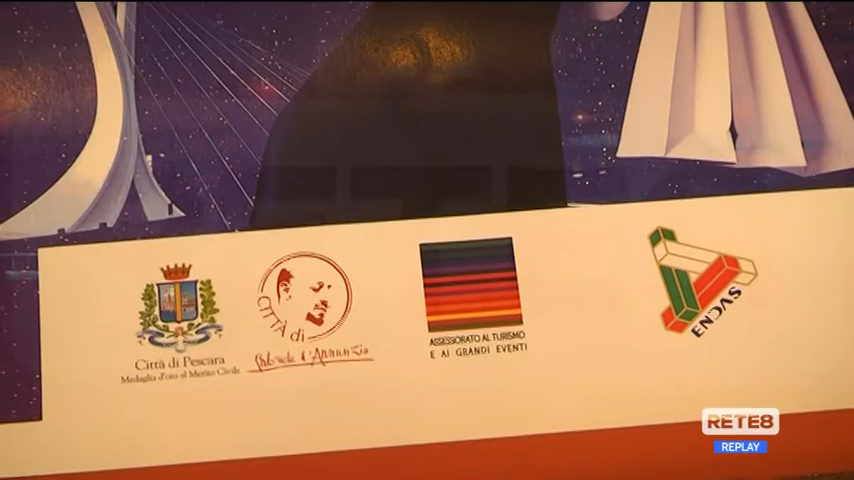 Città di Pescara
Medaglia d'oro al Merito Civile
CITTÀ di
Gabriele d'Annunzio
ASSESSORATO AL TURISMO
E AI GRANDI EVENTI
ENDAS
RETE8
REPLAY